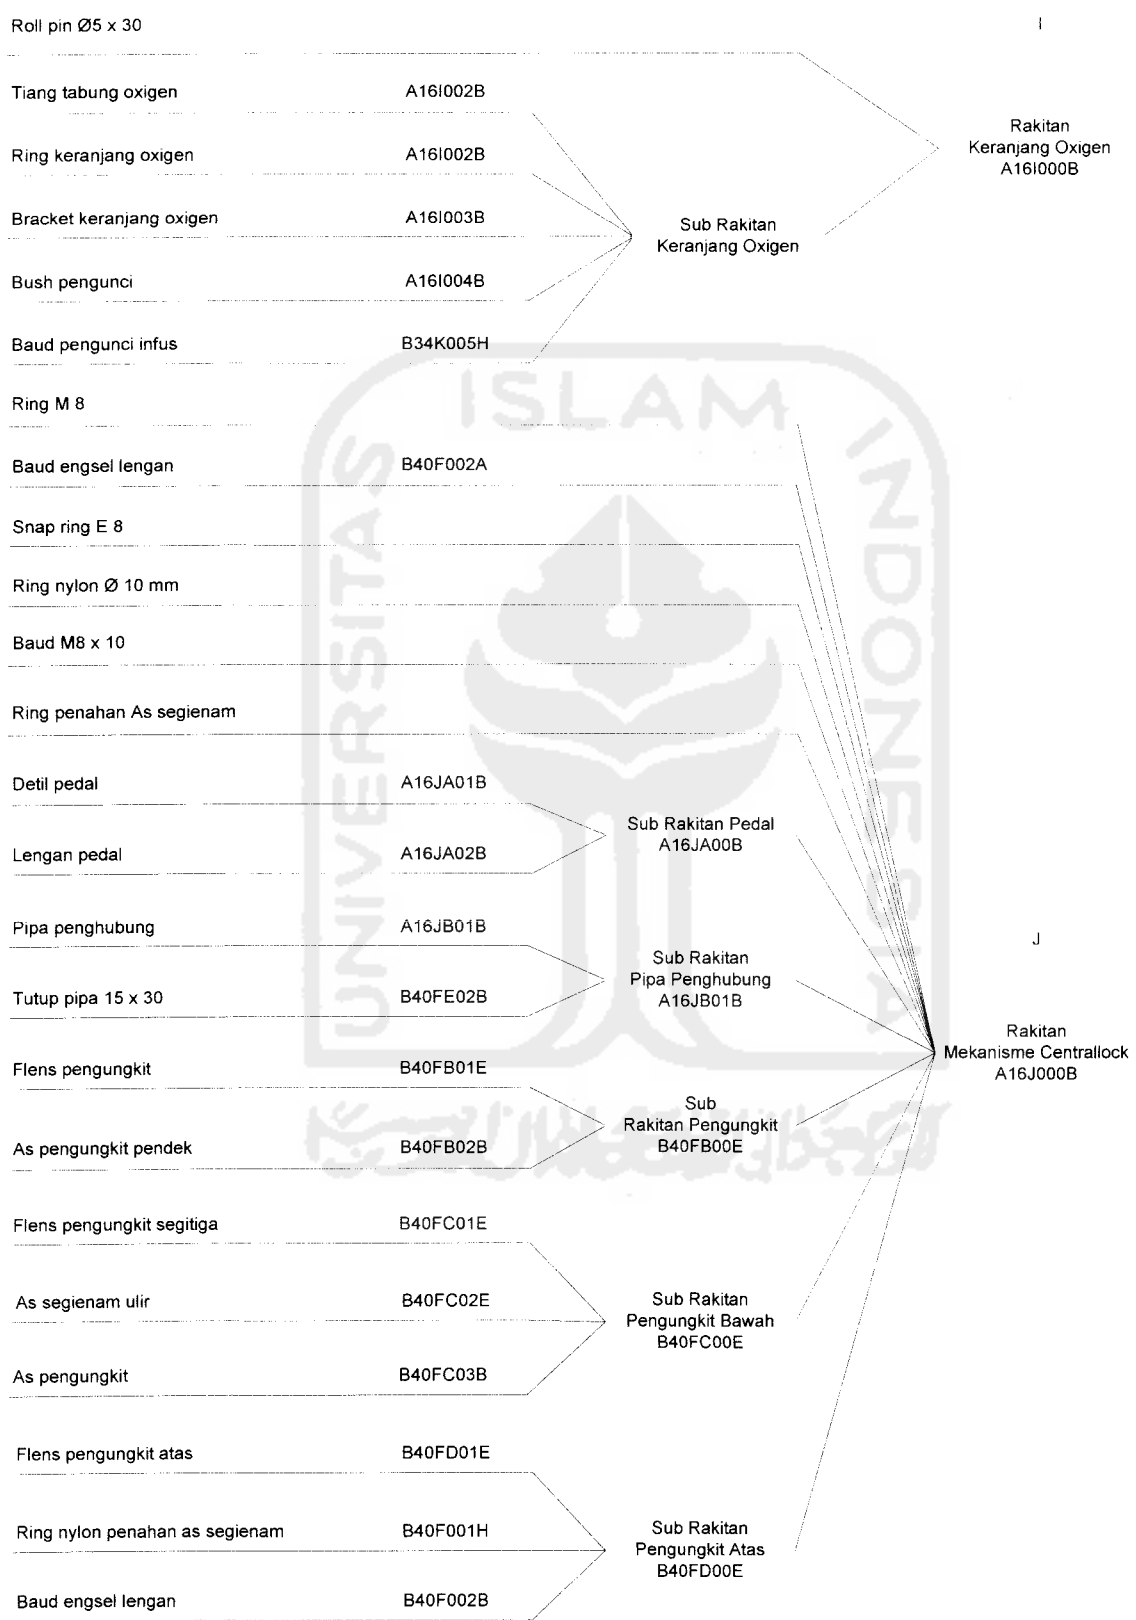 Roll pin Ø5 x 30
I
Tiang tabung oxigen A16I002B
Rakitan
Keranjang Oxigen
A16I000B
Ring keranjang oxigen A16I002B
Bracket keranjang oxigen A16I003B
Sub Rakitan
Keranjang Oxigen
Bush pengunci A16I004B
Baud pengunci infus B34K005H
Ring M 8
Baud engsel lengan B40F002A
Snap ring E 8
Ring nylon Ø 10 mm
Baud M8 x 10
Ring penahan As segienam
Detil pedal A16JA01B
Sub Rakitan Pedal
A16JA00B
Lengan pedal A16JA02B
Pipa penghubung A16JB01B
J
Sub Rakitan
Pipa Penghubung
A16JB01B
Tutup pipa 15 x 30 B40FE02B
Rakitan
Mekanisme Centrallock
A16J000B
Flens pengungkit B40FB01E
Sub
Rakitan Pengungkit
B40FB00E
As pengungkit pendek B40FB02B
Flens pengungkit segitiga B40FC01E
As segienam ulir B40FC02E
Sub Rakitan
Pengungkit Bawah
B40FC00E
As pengungkit B40FC03B
Flens pengungkit atas B40FD01E
Ring nylon penahan as segienam B40F001H
Sub Rakitan
Pengungkit Atas
B40FD00E
Baud engsel lengan B40F002B
UNIVERSITAS
ISLAM
INDONESIA